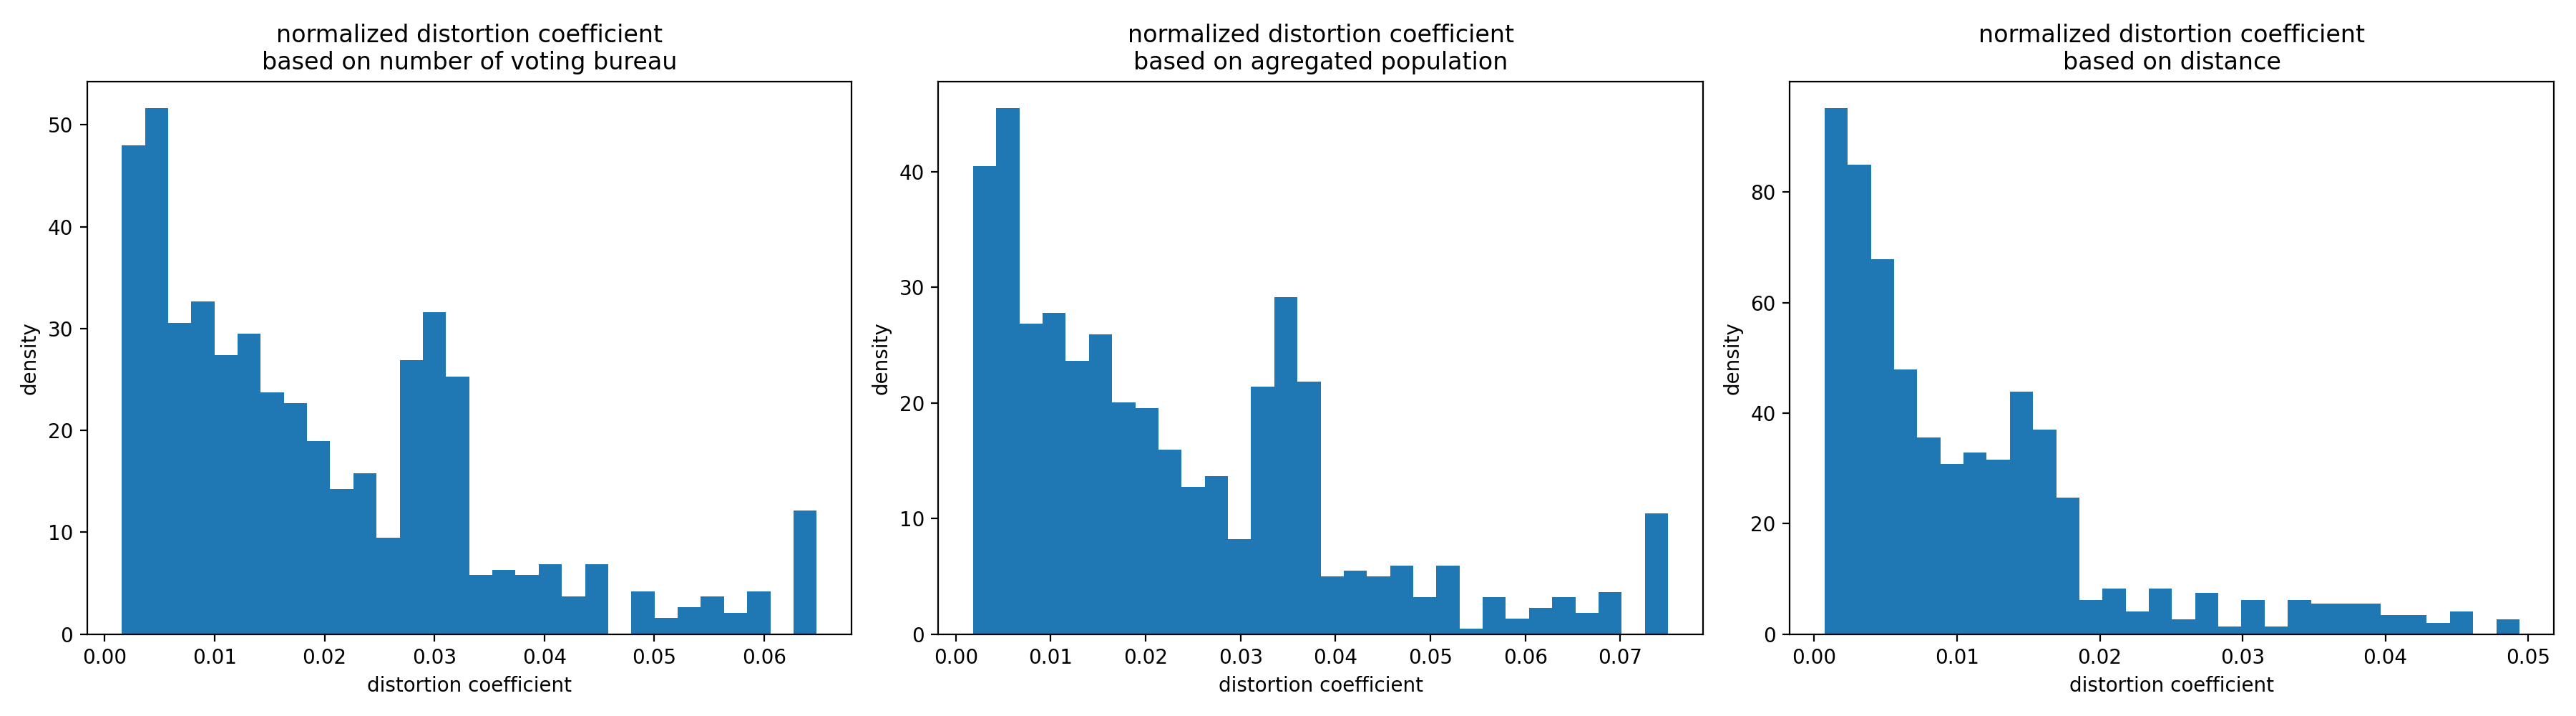 normalized distortion coefficient
based on number of voting bureau
50
40
30
20
10
0
density
0.00 0.01 0.02 0.03 0.04 0.05 0.06
distortion coefficient
normalized distortion coefficient
based on agregated population
40
30
20
10
0
density
0.00 0.01 0.02 0.03 0.04 0.05 0.06 0.07
distortion coefficient
normalized distortion coefficient
based on distance
80
60
40
20
0
density
0.00 0.01 0.02 0.03 0.04 0.05
distortion coefficient